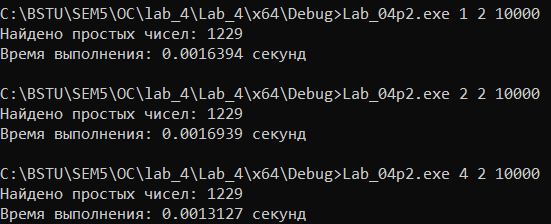 C:\BSTU\SEM5\OC\lab_4\Lab_4\x64\Debug>Lab_04p2.exe 1 2 10000
Найдено простых чисел: 1229
Время выполнения: 0.0016394 секунд
C:\BSTU\SEM5\OC\lab_4\Lab_4\x64\Debug>Lab_04p2.exe 2 2 10000
Найдено простых чисел: 1229
Время выполнения: 0.0016939 секунд
C:\BSTU\SEM5\OC\lab_4\Lab_4\x64\Debug>Lab_04p2.exe 4 2 10000
Найдено простых чисел: 1229
Время выполнения: 0.0013127 секунд